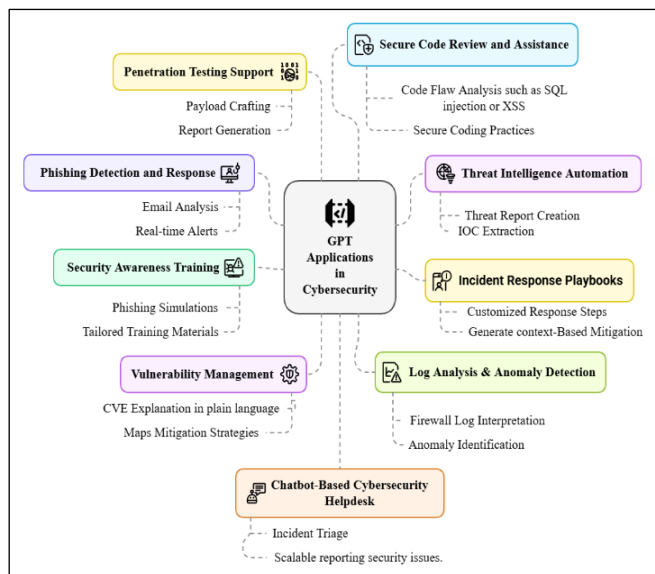 Secure Code Review and Assistance
Code Flaw Analysis such as SQL
injection or XSS
Secure Coding Practices
Penetration Testing Support
Payload Crafting
Report Generation
Phishing Detection and Response
Email Analysis
Real-time Alerts
Threat Intelligence Automation
Threat Report Creation
IOC Extraction
GPT
Applications
in
Cybersecurity
Security Awareness Training
Phishing Simulations
Tailored Training Materials
Incident Response Playbooks
Customized Response Steps
Generate context-Based Mitigation
Vulnerability Management
CVE Explanation in plain language
Maps Mitigation Strategies
Log Analysis & Anomaly Detection
Firewall Log Interpretation
Anomaly Identification
Chatbot-Based Cybersecurity
Helpdesk
Incident Triage
Scalable reporting security issues.